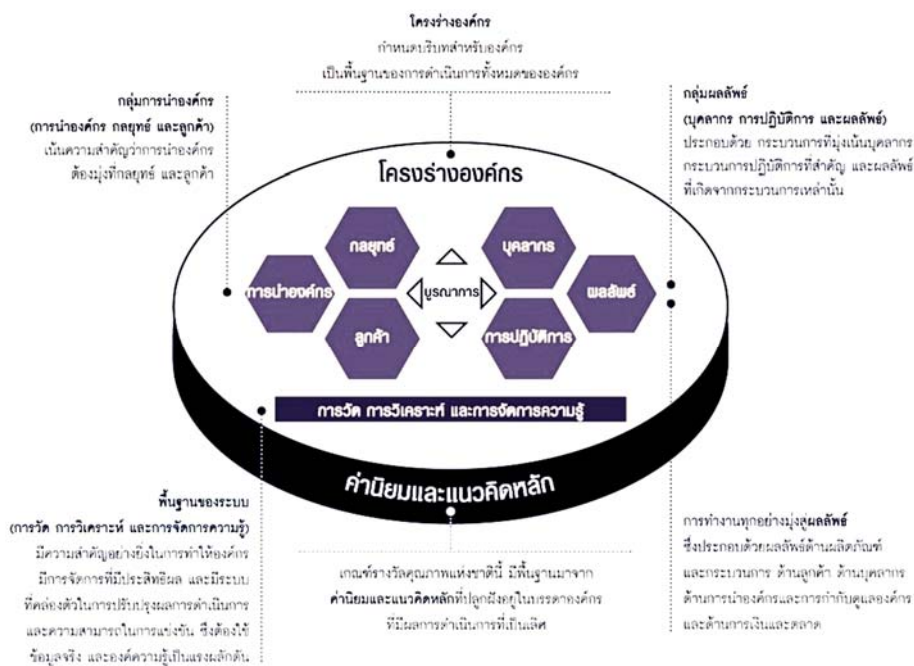 โครงร่างองค์กร
กำหนดบริบทสำหรับองค์กร
เป็นพื้นฐานของการดำเนินการทั้งหมดขององค์กร
กลุ่มการนำองค์กร
(การนำองค์กร กลยุทธ์ และลูกค้า)
เน้นความสำคัญว่าการนำองค์กร
ต้องมุ่งที่กลยุทธ์ และลูกค้า
กลุ่มผลลัพธ์
(บุคลากร การปฏิบัติการ และผลลัพธ์)
ประกอบด้วย กระบวนการที่มุ่งเน้นบุคลากร
กระบวนการปฏิบัติการที่สำคัญ และผลลัพธ์
ที่เกิดจากกระบวนการเหล่านั้น
โครงร่างองค์กร
กลยุทธ์
บุคลากร
การนำองค์กร
บูรณาการ
ผลลัพธ์
ลูกค้า
การปฏิบัติการ
การวัด การวิเคราะห์ และการจัดการความรู้
ค่านิยมและแนวคิดหลัก
พื้นฐานของระบบ
(การวัด การวิเคราะห์ และการจัดการความรู้)
มีความสำคัญอย่างยิ่งในการทำให้องค์กร
มีการจัดการที่มีประสิทธิผล และมีระบบ
ที่คล่องตัวในการปรับปรุงผลการดำเนินการ
และความสามารถในการแข่งขัน ซึ่งต้องใช้
ข้อมูลจริง และองค์ความรู้เป็นแรงผลักดัน
เกณฑ์รางวัลคุณภาพแห่งชาตินี้ มีพื้นฐานมาจาก
ค่านิยมและแนวคิดหลักที่ปลูกฝังอยู่ในบรรดาองค์กร
ที่มีผลการดำเนินการที่เป็นเลิศ
การทำงานทุกอย่างมุ่งสู่ผลลัพธ์
ซึ่งประกอบด้วยผลลัพธ์ด้านผลิตภัณฑ์
และกระบวนการ ด้านลูกค้า ด้านบุคลากร
ด้านการนำองค์กรและการกำกับดูแลองค์กร
และด้านการเงินและตลาด